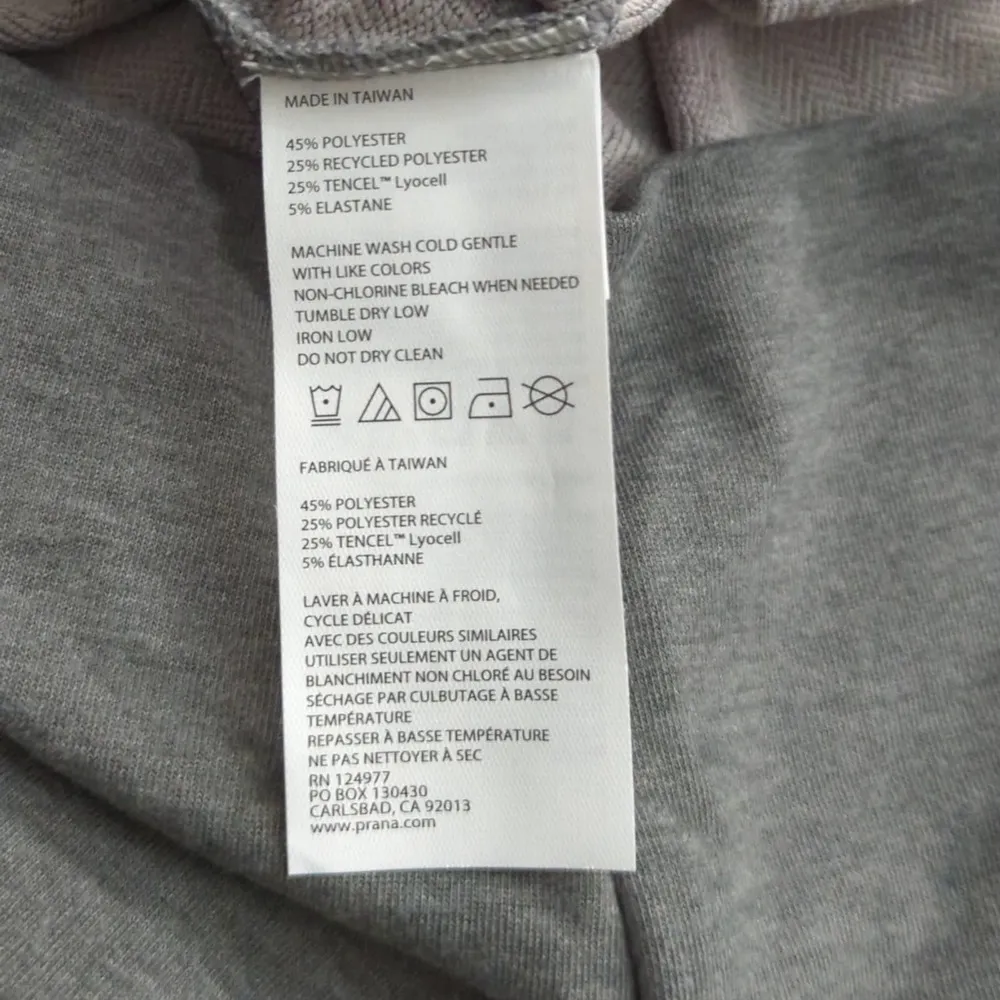 MADE IN TAIWAN
45% POLYESTER
25% RECYCLED POLYESTER
25% TENCEL™ Lyocell
5% ELASTANE
MACHINE WASH COLD GENTLE
WITH LIKE COLORS
NON-CHLORINE BLEACH WHEN NEEDED
TUMBLE DRY LOW
IRON LOW
DO NOT DRY CLEAN
FABRIQUÉ À TAIWAN
45% POLYESTER
25% POLYESTER RECYCLÉ
25% TENCEL™ Lyocell
5% ÉLASTHANNE
LAVER À MACHINE À FROID,
CYCLE DÉLICAT
AVEC DES COULEURS SIMILAIRES
UTILISER SEULEMENT UN AGENT DE
BLANCHIMENT NON CHLORÉ AU BESOIN
SÉCHAGE PAR CULBUTAGE À BASSE
TEMPÉRATURE
REPASSER À BASSE TEMPÉRATURE
NE PAS NETTOYER À SEC
RN 124977
PO BOX 130430
CARLSBAD, CA 92013
www.prana.com